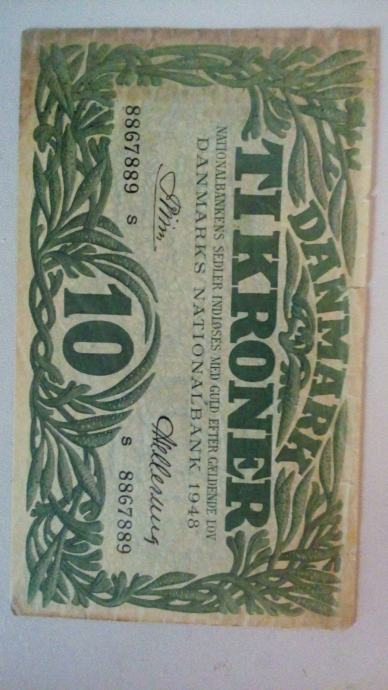 DANMARK
TI KRONER
NATIONALBANKENS SEDLER INDLØSES MED GULD EFTER GÆLDENDE LOV
DANMARKS NATIONALBANK 1948
8867889 S
S 8867889
10